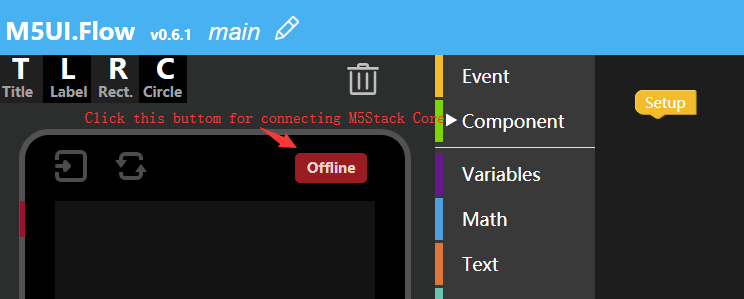 M5UI.Flow v0.6.1 main
T L R C
Title Label Rect. Circle
Click this buttom for connecting M5Stack Core
Offline
Event
Component
Variables
Math
Text
Setup